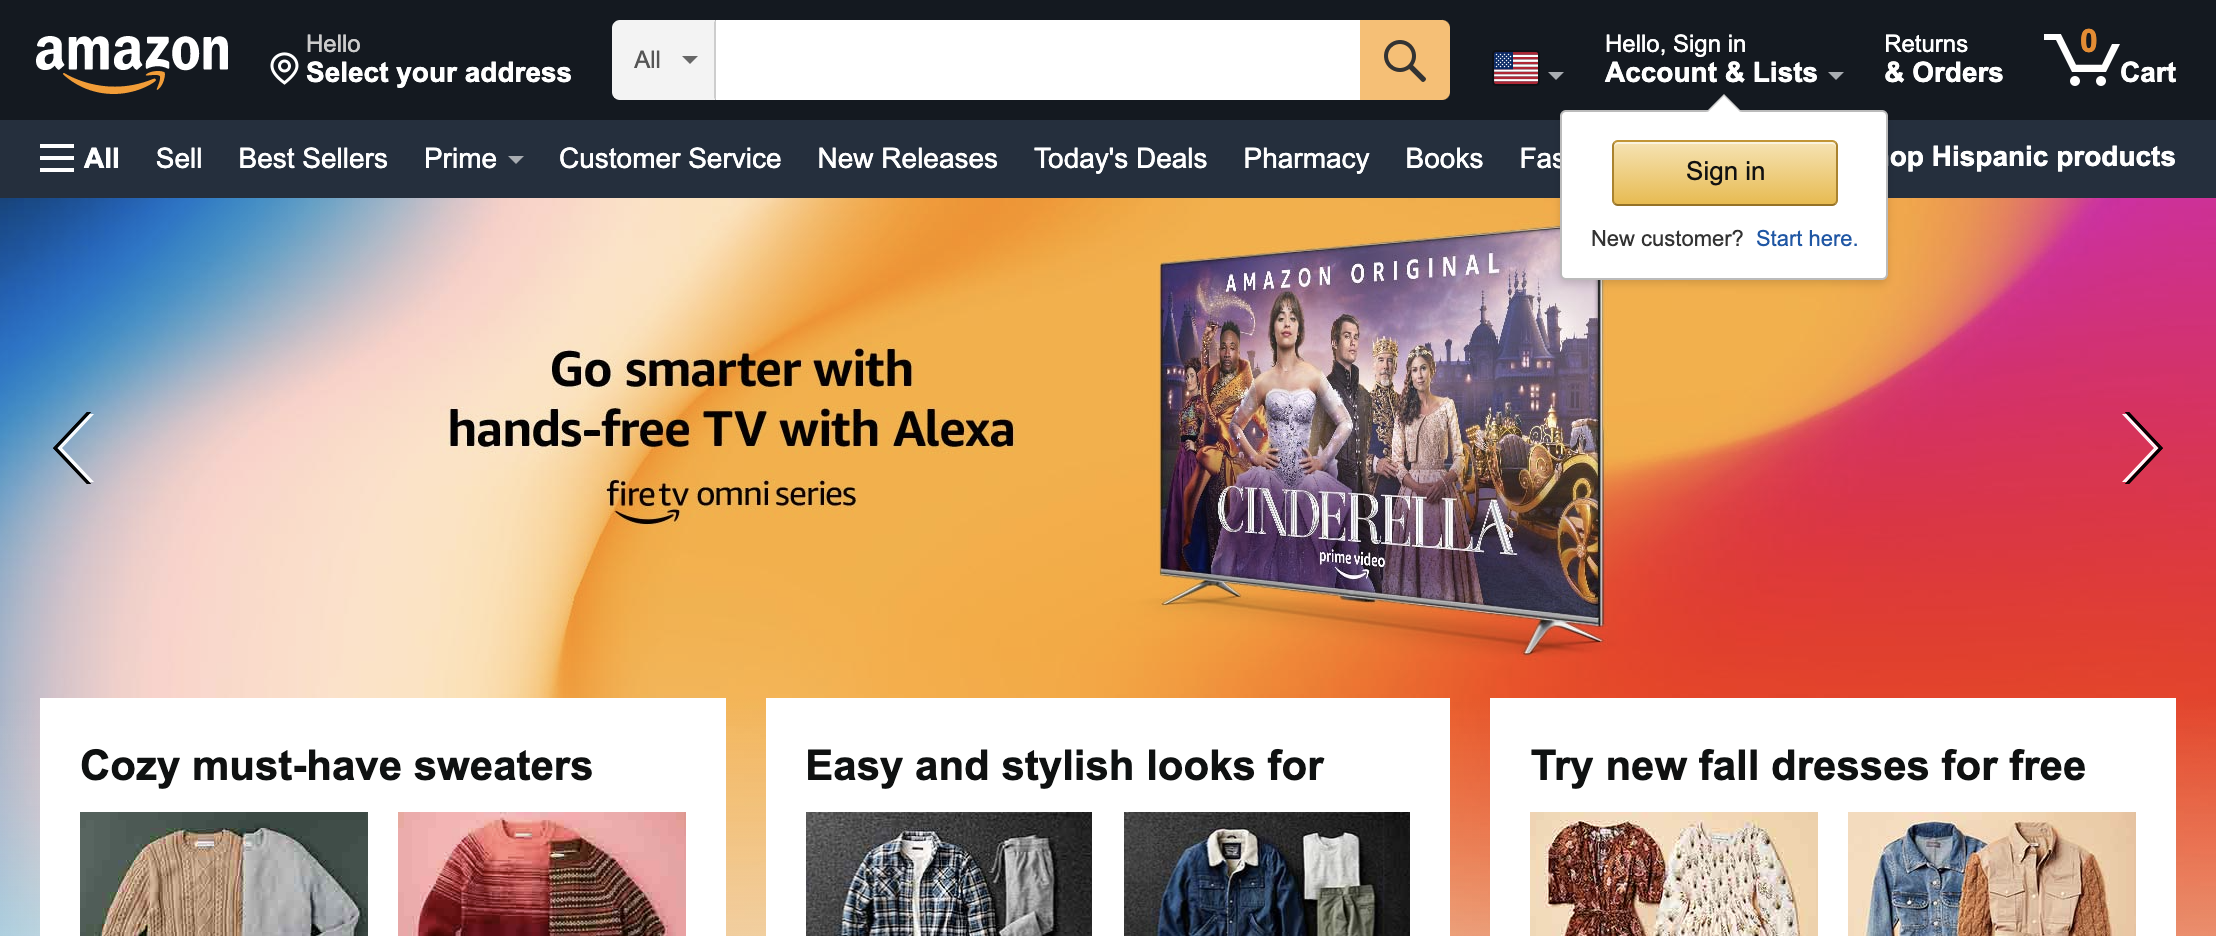 amazon
Hello
Select your address
All
Hello, Sign in
Account & Lists
Returns
& Orders
0
Cart
All
Sell
Best Sellers
Prime
Customer Service
New Releases
Today's Deals
Pharmacy
Books
Hispanic products
Sign in
New customer? Start here.
Go smarter with
hands-free TV with Alexa
fire tv omni series
AMAZON ORIGINAL
CINDERELLA
prime video
Cozy must-have sweaters
Easy and stylish looks for
Try new fall dresses for free